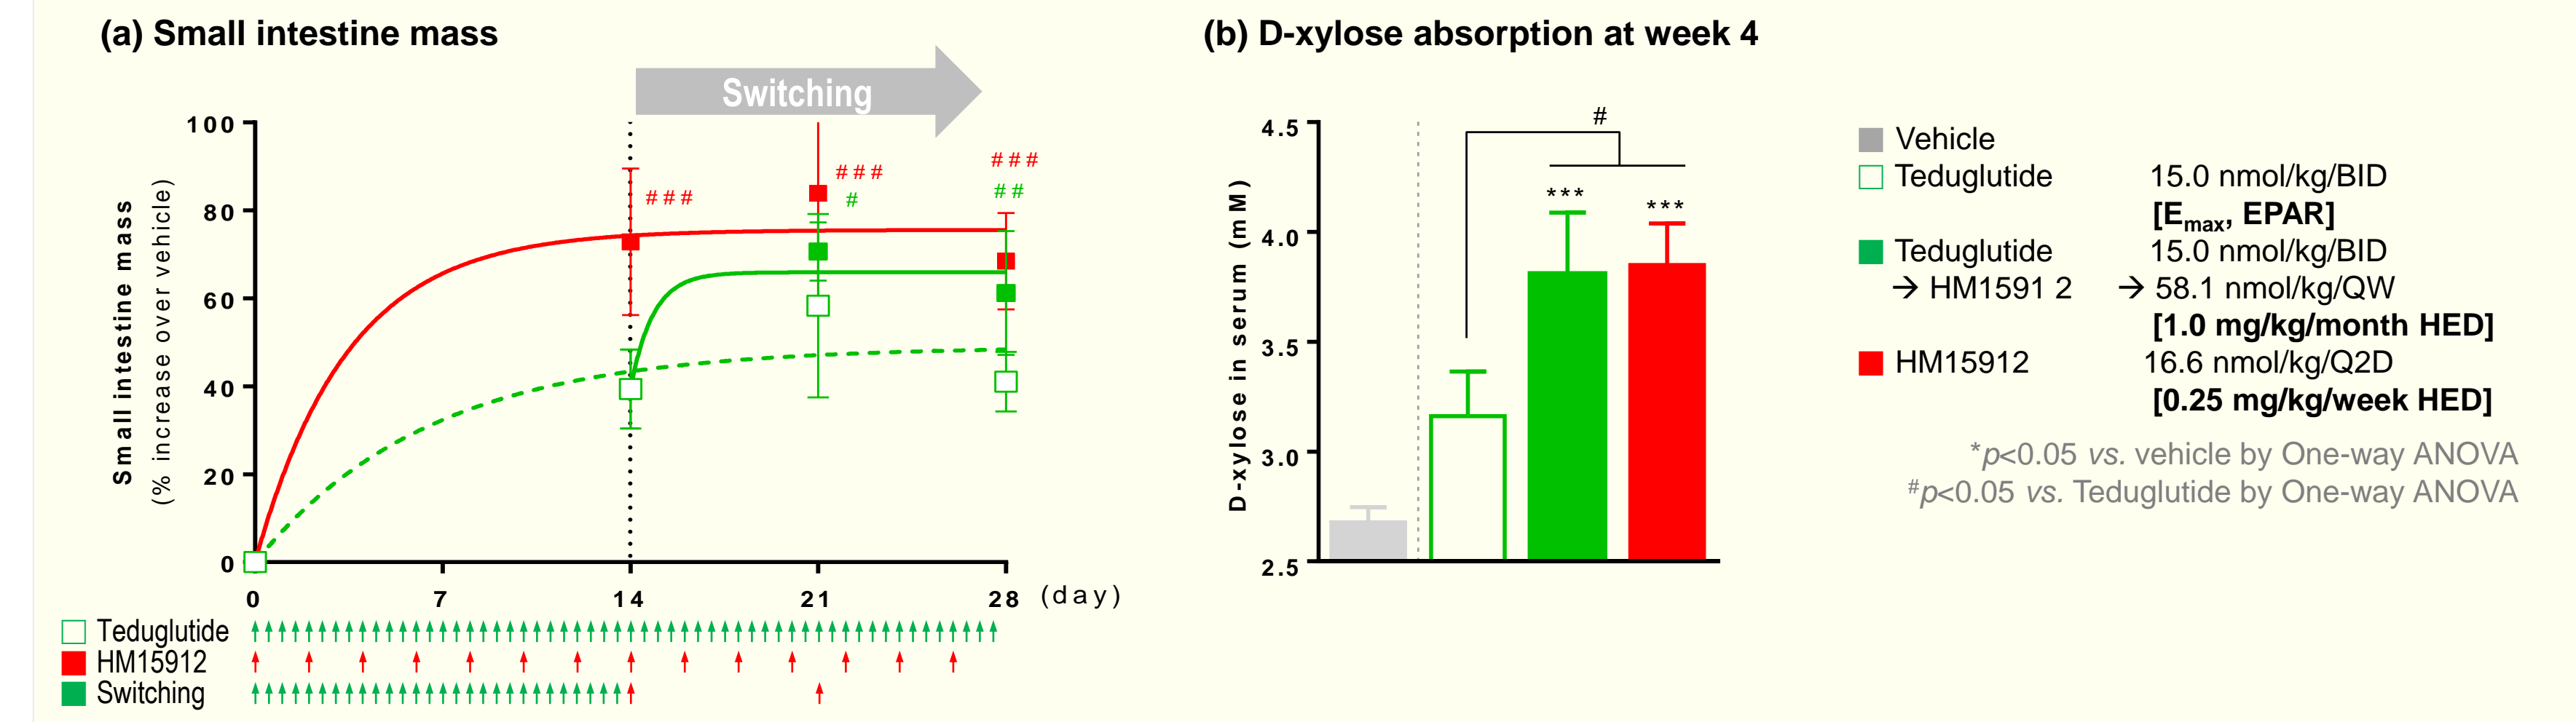 (a) Small intestine mass
Switching
100
80
60
40
20
0
Small intestine mass
(% increase over vehicle)
###
###
#
###
##
0 7 14 21 28 (day)
Teduglutide
HM15912
Switching
(b) D-xylose absorption at week 4
4.5
4.0
3.5
3.0
2.5
D-xylose in serum (mM)
#
***
***
Vehicle
Teduglutide 15.0 nmol/kg/BID
[Emax, EPAR]
Teduglutide 15.0 nmol/kg/BID
→ HM1591 2 → 58.1 nmol/kg/QW
[1.0 mg/kg/month HED]
HM15912 16.6 nmol/kg/Q2D
[0.25 mg/kg/week HED]
*p<0.05 vs. vehicle by One-way ANOVA
#p<0.05 vs. Teduglutide by One-way ANOVA